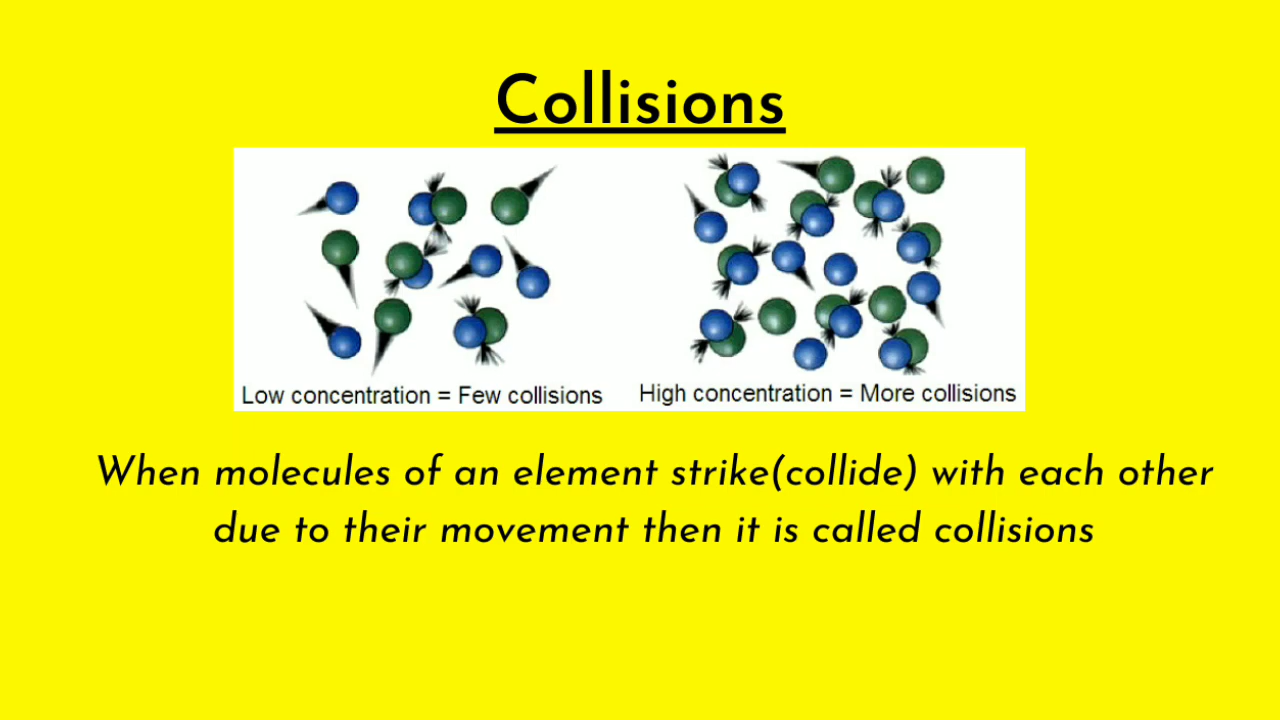 Collisions
Low concentration = Few collisions
High concentration = More collisions
When molecules of an element strike(collide) with each other
due to their movement then it is called collisions